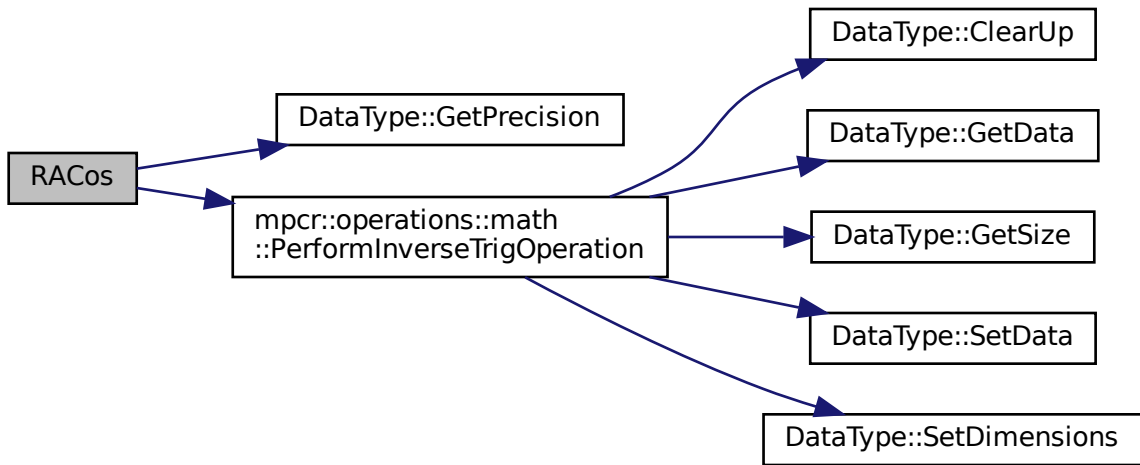 RACos
DataType::GetPrecision
mpcr::operations::math
::PerformInverseTrigOperation
DataType::ClearUp
DataType::GetData
DataType::GetSize
DataType::SetData
DataType::SetDimensions